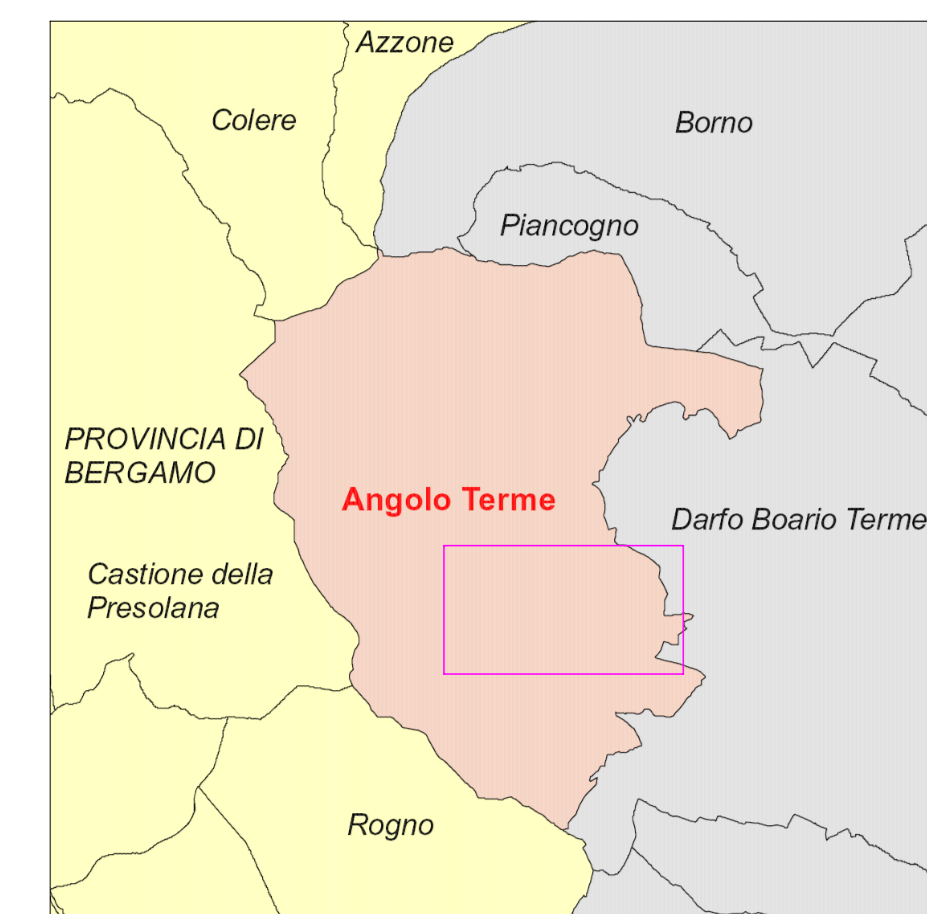 Azzone
Colere
Borno
Piancogno
PROVINCIA DI
BERGAMO
Angolo Terme
Darfo Boario Terme
Castione della
Presolana
Rogno